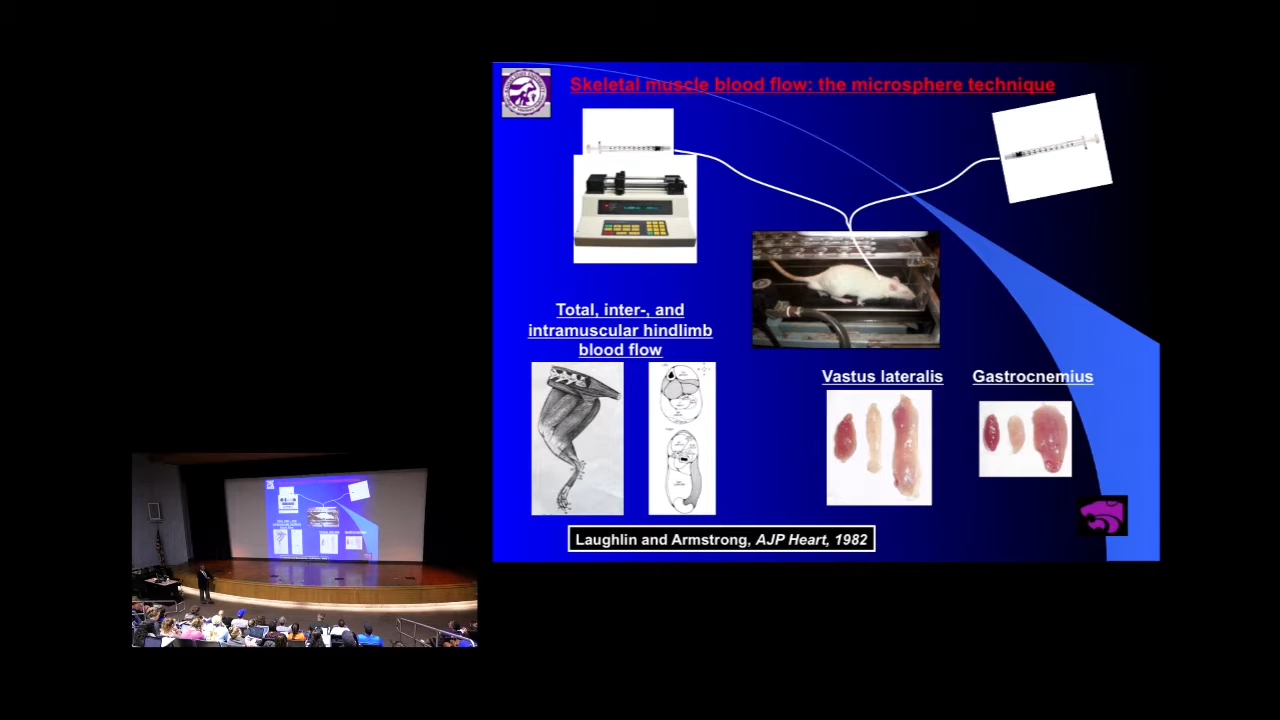 Skeletal muscle blood flow: the microsphere technique
Total, inter-, and
intramuscular hindlimb
blood flow
Vastus lateralis
Gastrocnemius
Laughlin and Armstrong, AJP Heart, 1982